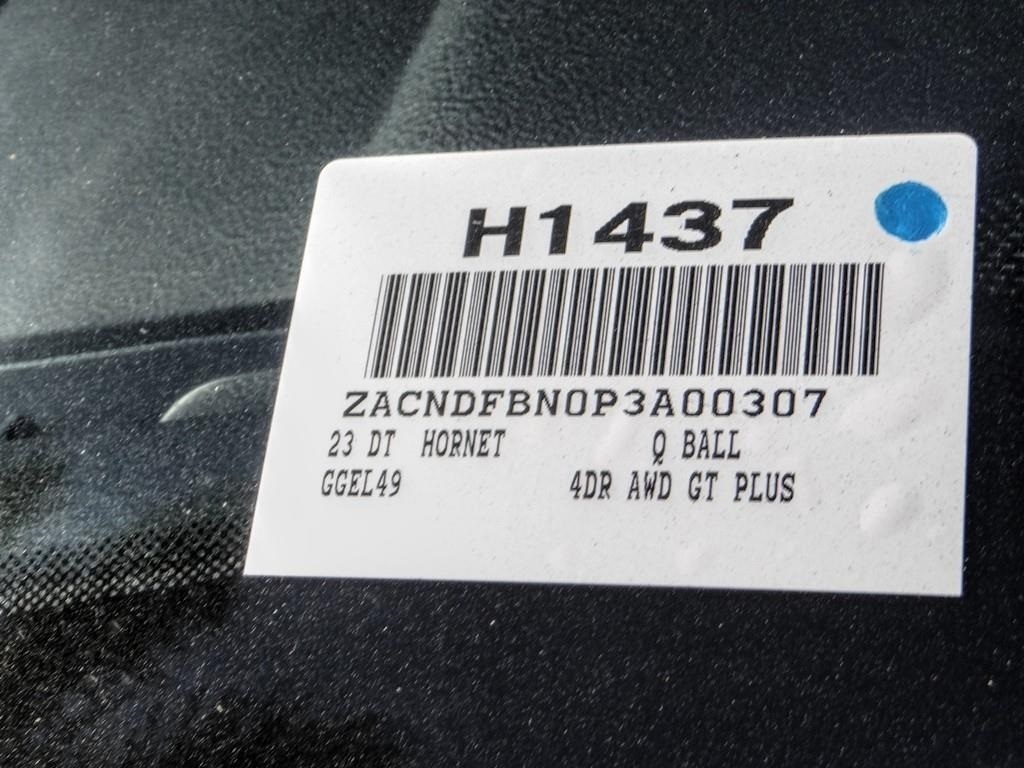 H1437
ZACNDFBN0P3A00307
23 DT HORNET Q BALL
GGEL49 4DR AWD GT PLUS